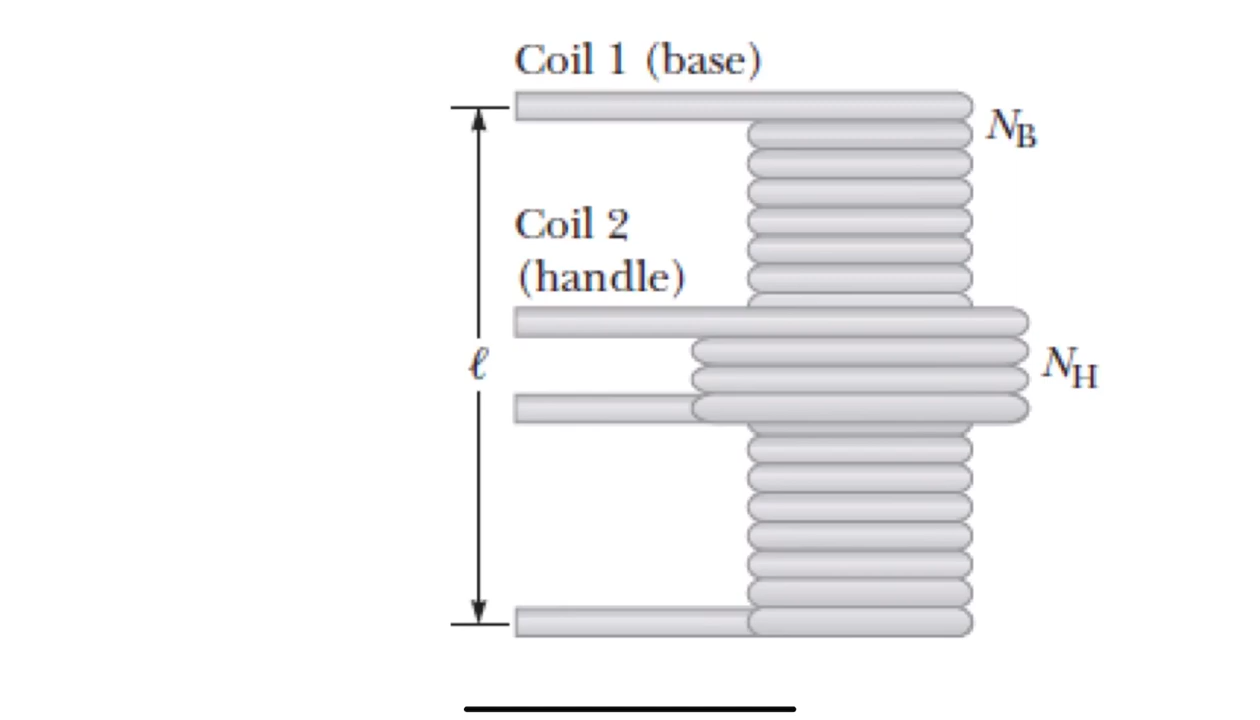 Coil 1 (base)
N_B
Coil 2
(handle)
ℓ
N_H